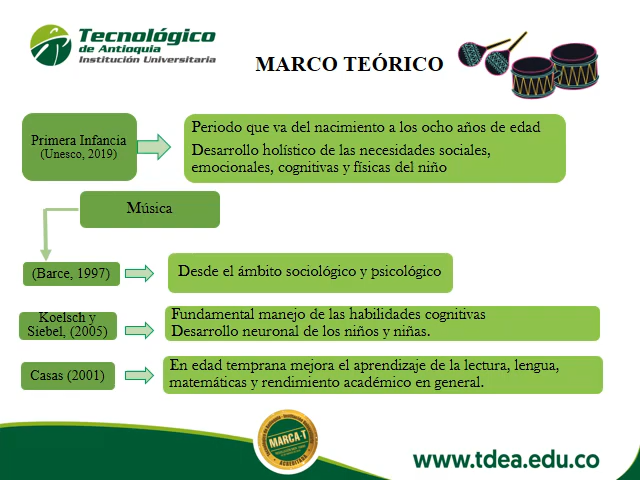 Tecnológico
de Antioquia
Institución Universitaria
MARCO TEÓRICO
Primera Infancia
(Unesco, 2019)
Periodo que va del nacimiento a los ocho años de edad
Desarrollo holístico de las necesidades sociales,
emocionales, cognitivas y físicas del niño
Música
(Barce, 1997)
Desde el ámbito sociológico y psicológico
Koelsch y
Siebel, (2005)
Fundamental manejo de las habilidades cognitivas
Desarrollo neuronal de los niños y niñas.
Casas (2001)
En edad temprana mejora el aprendizaje de la lectura, lengua,
matemáticas y rendimiento académico en general.
MARCA-T
ACREDITADA
www.tdea.edu.co